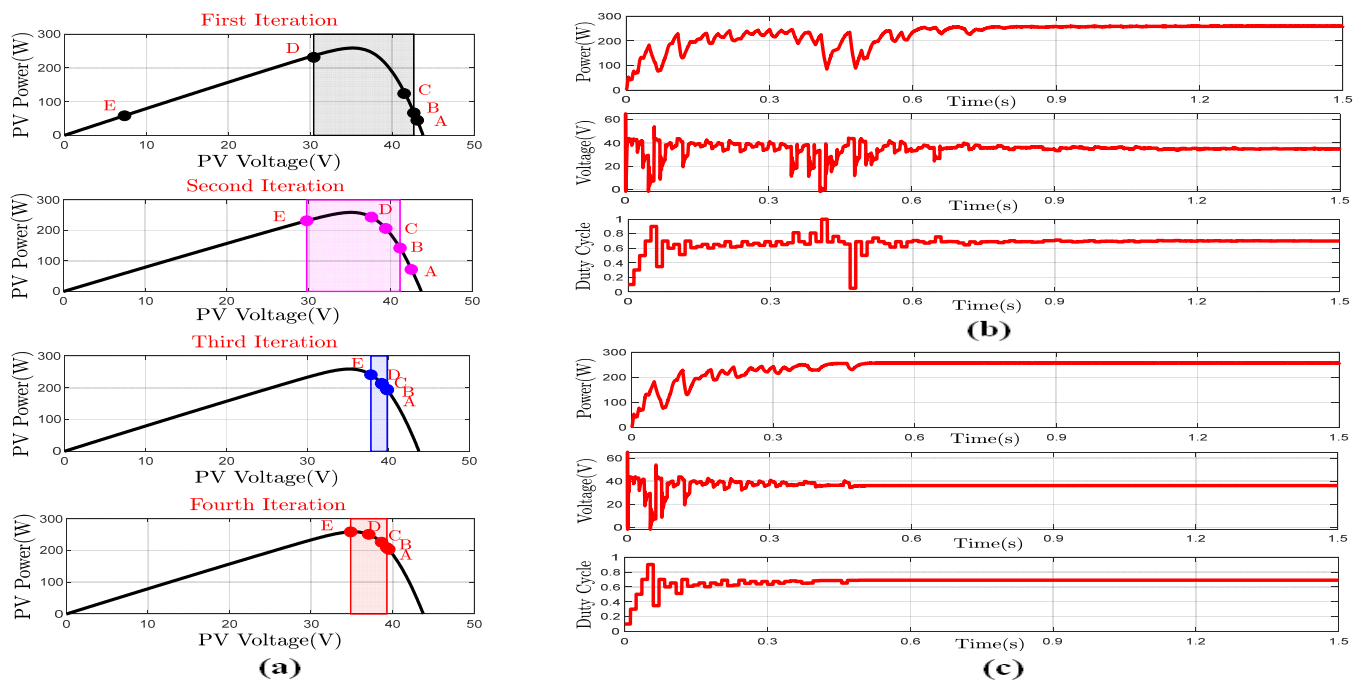 First Iteration
PV Power(W)
300
200
100
0
D
E
C
B
A
0 10 20 30 40 50
PV Voltage(V)
Second Iteration
PV Power(W)
300
200
100
0
E
D
C
B
A
0 10 20 30 40 50
PV Voltage(V)
Third Iteration
PV Power(W)
300
200
100
0
E
D
C
B
A
0 10 20 30 40 50
PV Voltage(V)
Fourth Iteration
PV Power(W)
300
200
100
0
E
D
C
B
A
0 10 20 30 40 50
PV Voltage(V)
(a)
Power(W)
300
200
100
0
0 0.3 0.6 0.9 1.2 1.5
Time(s)
Voltage(V)
60
40
20
0
0 0.3 0.6 0.9 1.2 1.5
Time(s)
Duty Cycle
1
0.8
0.6
0.4
0.2
0
0 0.3 0.6 0.9 1.2 1.5
Time(s)
(b)
Power(W)
300
200
100
0
0 0.3 0.6 0.9 1.2 1.5
Time(s)
Voltage(V)
60
40
20
0
0 0.3 0.6 0.9 1.2 1.5
Time(s)
Duty Cycle
1
0.8
0.6
0.4
0.2
0
0 0.3 0.6 0.9 1.2 1.5
Time(s)
(c)